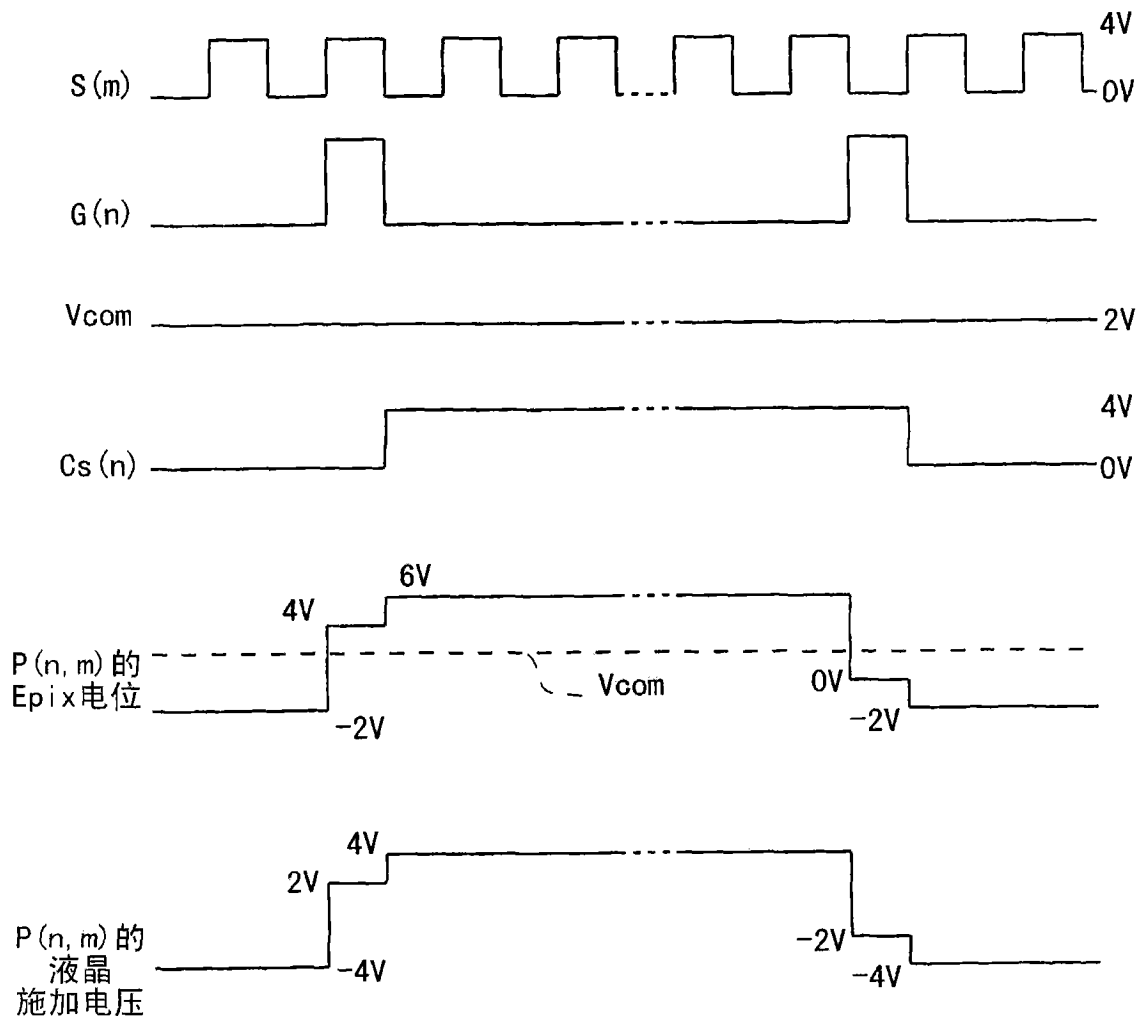 4V
S(m)
0V
G(n)
Vcom
2V
4V
Cs(n)
0V
6V
4V
P(n,m)的
Epix电位
Vcom
0V
-2V
-2V
4V
2V
P(n,m)的
液晶
施加电压
-4V
-2V
-4V